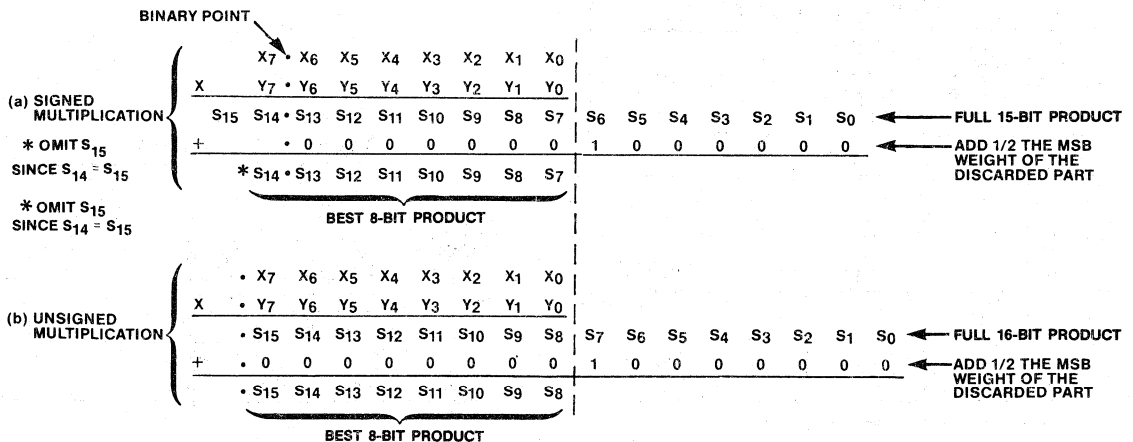 BINARY POINT
X7 • X6 X5 X4 X3 X2 X1 X0
X Y7 • Y6 Y5 Y4 Y3 Y2 Y1 Y0
(a) SIGNED
MULTIPLICATION
S15 S14 • S13 S12 S11 S10 S9 S8 S7 S6 S5 S4 S3 S2 S1 S0 FULL 15-BIT PRODUCT
+ • 0 0 0 0 0 0 0 1 0 0 0 0 0 0 ADD 1/2 THE MSB
WEIGHT OF THE
DISCARDED PART
* OMIT S15
SINCE S14 = S15
* S14 • S13 S12 S11 S10 S9 S8 S7
BEST 8-BIT PRODUCT
* OMIT S15
SINCE S14 = S15
• X7 X6 X5 X4 X3 X2 X1 X0
X • Y7 Y6 Y5 Y4 Y3 Y2 Y1 Y0
(b) UNSIGNED
MULTIPLICATION
• S15 S14 S13 S12 S11 S10 S9 S8 S7 S6 S5 S4 S3 S2 S1 S0 FULL 16-BIT PRODUCT
+ • 0 0 0 0 0 0 0 0 1 0 0 0 0 0 0 0 ADD 1/2 THE MSB
WEIGHT OF THE
DISCARDED PART
• S15 S14 S13 S12 S11 S10 S9 S8
BEST 8-BIT PRODUCT